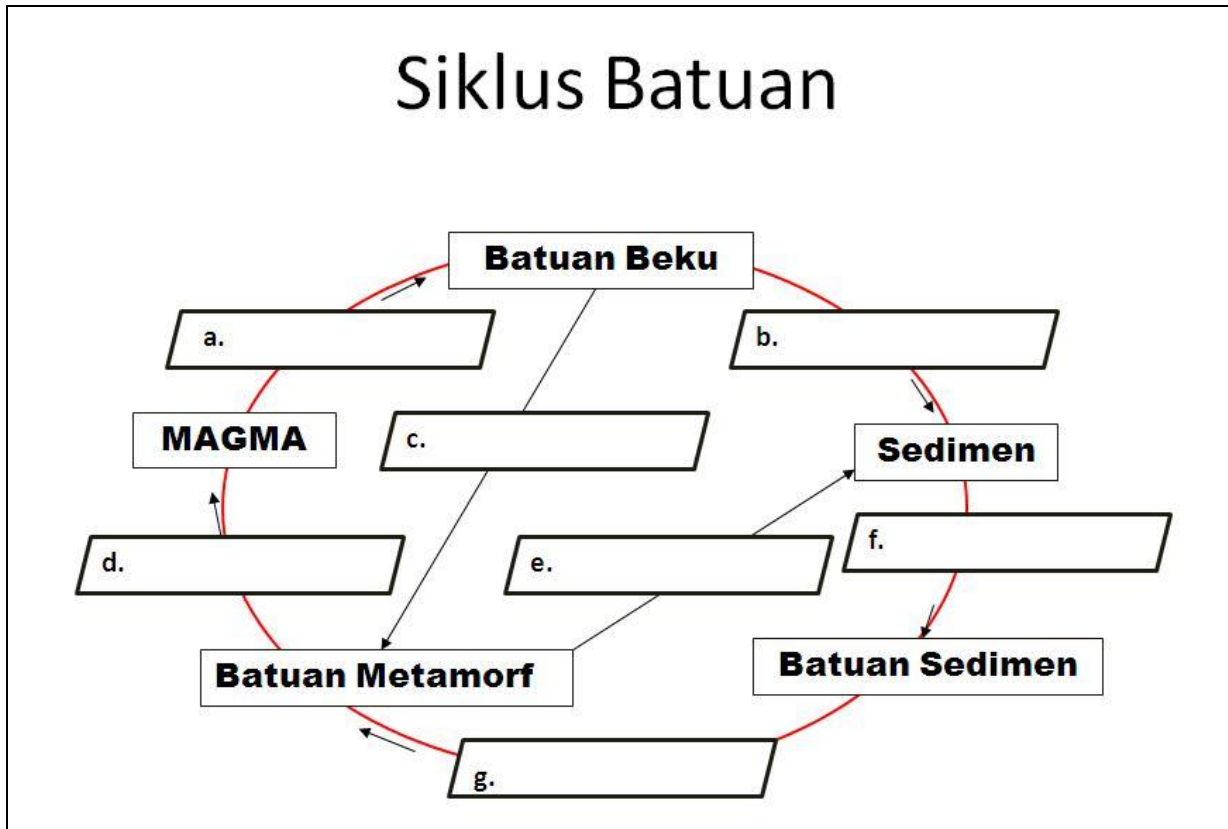 Siklus Batuan
Batuan Beku
a.
b.
MAGMA
c.
Sedimen
d.
e.
f.
Batuan Metamorf
Batuan Sedimen
g.